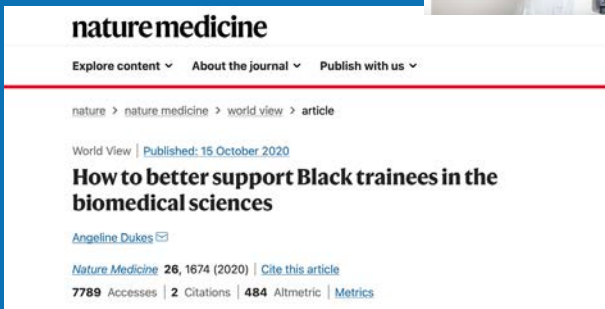 nature medicine
Explore content About the journal Publish with us
nature > nature medicine > world view > article
World View | Published: 15 October 2020
How to better support Black trainees in the
biomedical sciences
Angeline Dukes
Nature Medicine 26, 1674 (2020) | Cite this article
7789 Accesses | 2 Citations | 484 Altmetric | Metrics